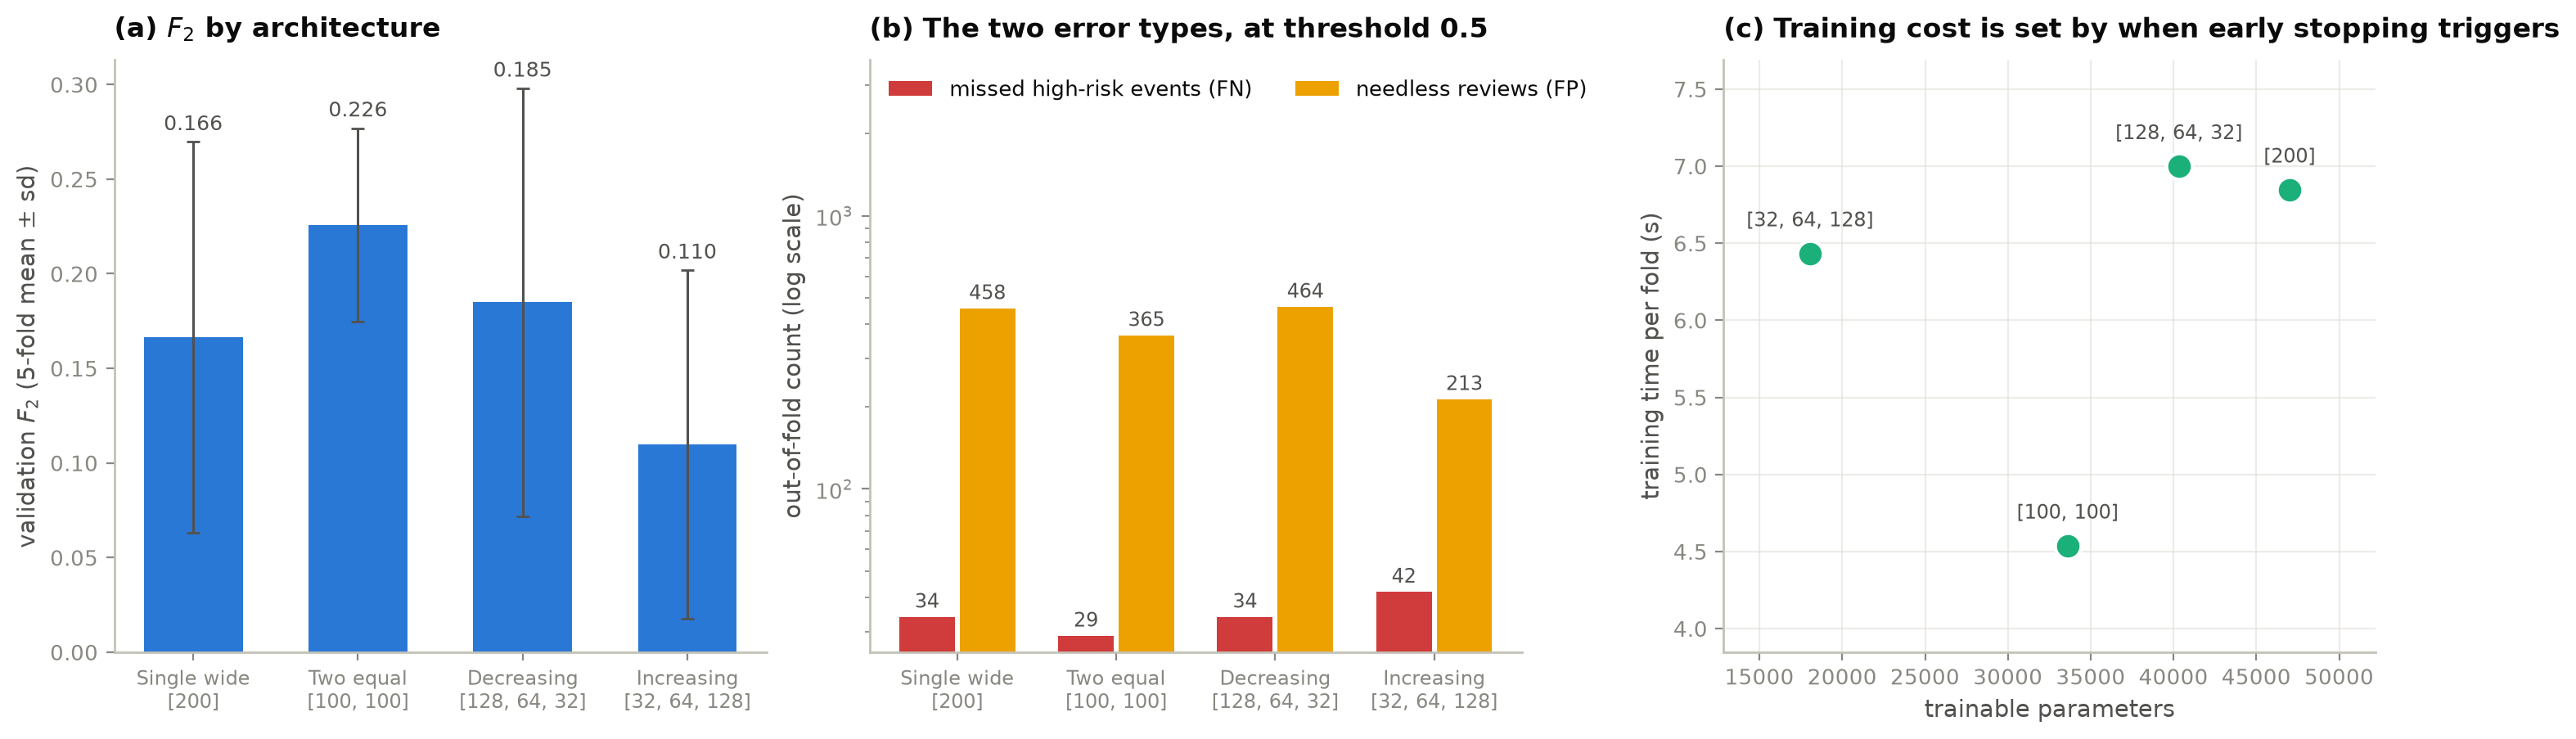 (a) F₂ by architecture
validation F₂ (5-fold mean ± sd)
0.30
0.25
0.20
0.15
0.10
0.05
0.00
0.166
0.226
0.185
0.110
Single wide
[200]
Two equal
[100, 100]
Decreasing
[128, 64, 32]
Increasing
[32, 64, 128]
(b) The two error types, at threshold 0.5
missed high-risk events (FN)
needless reviews (FP)
out-of-fold count (log scale)
10³
10²
34
458
29
365
34
464
42
213
Single wide
[200]
Two equal
[100, 100]
Decreasing
[128, 64, 32]
Increasing
[32, 64, 128]
(c) Training cost is set by when early stopping triggers
training time per fold (s)
7.5
7.0
6.5
6.0
5.5
5.0
4.5
4.0
[128, 64, 32]
[200]
[32, 64, 128]
[100, 100]
15000 20000 25000 30000 35000 40000 45000 50000
trainable parameters